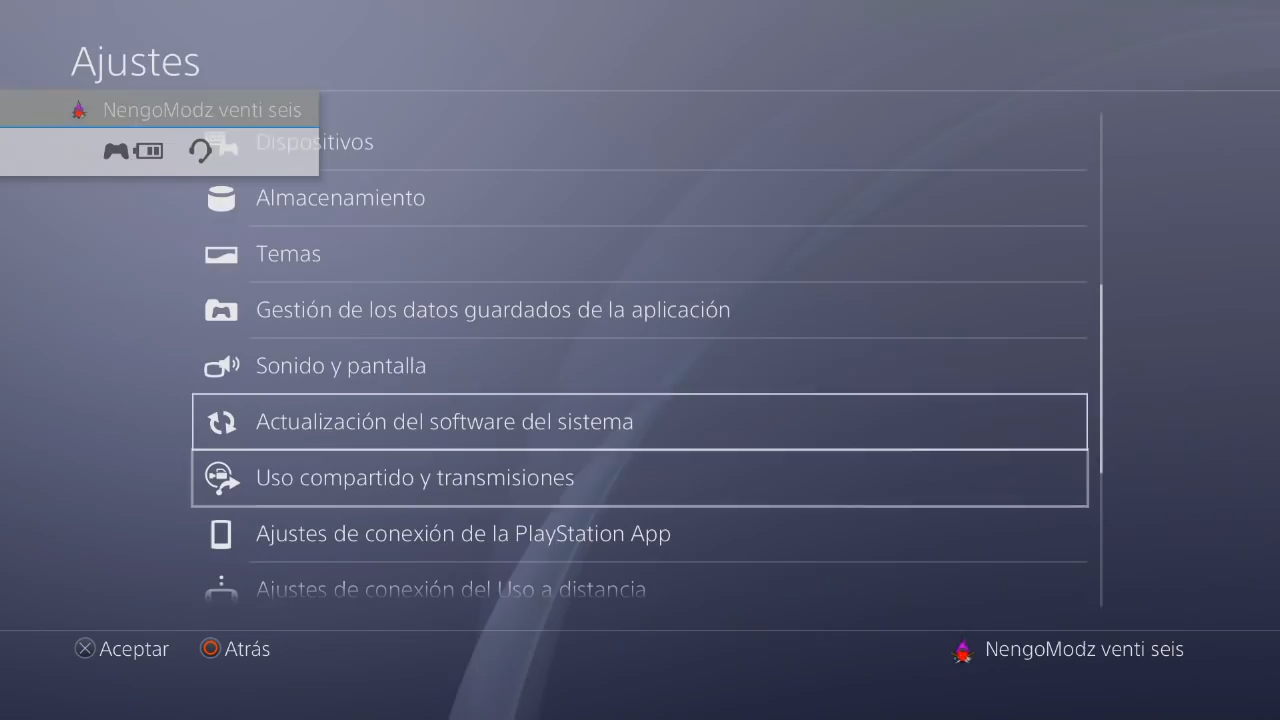 Ajustes
NengoModz venti seis
Dispositivos
Almacenamiento
Temas
Gestión de los datos guardados de la aplicación
Sonido y pantalla
Actualización del software del sistema
Uso compartido y transmisiones
Ajustes de conexión de la PlayStation App
Ajustes de conexión del Uso a distancia
Aceptar Atrás NengoModz venti seis